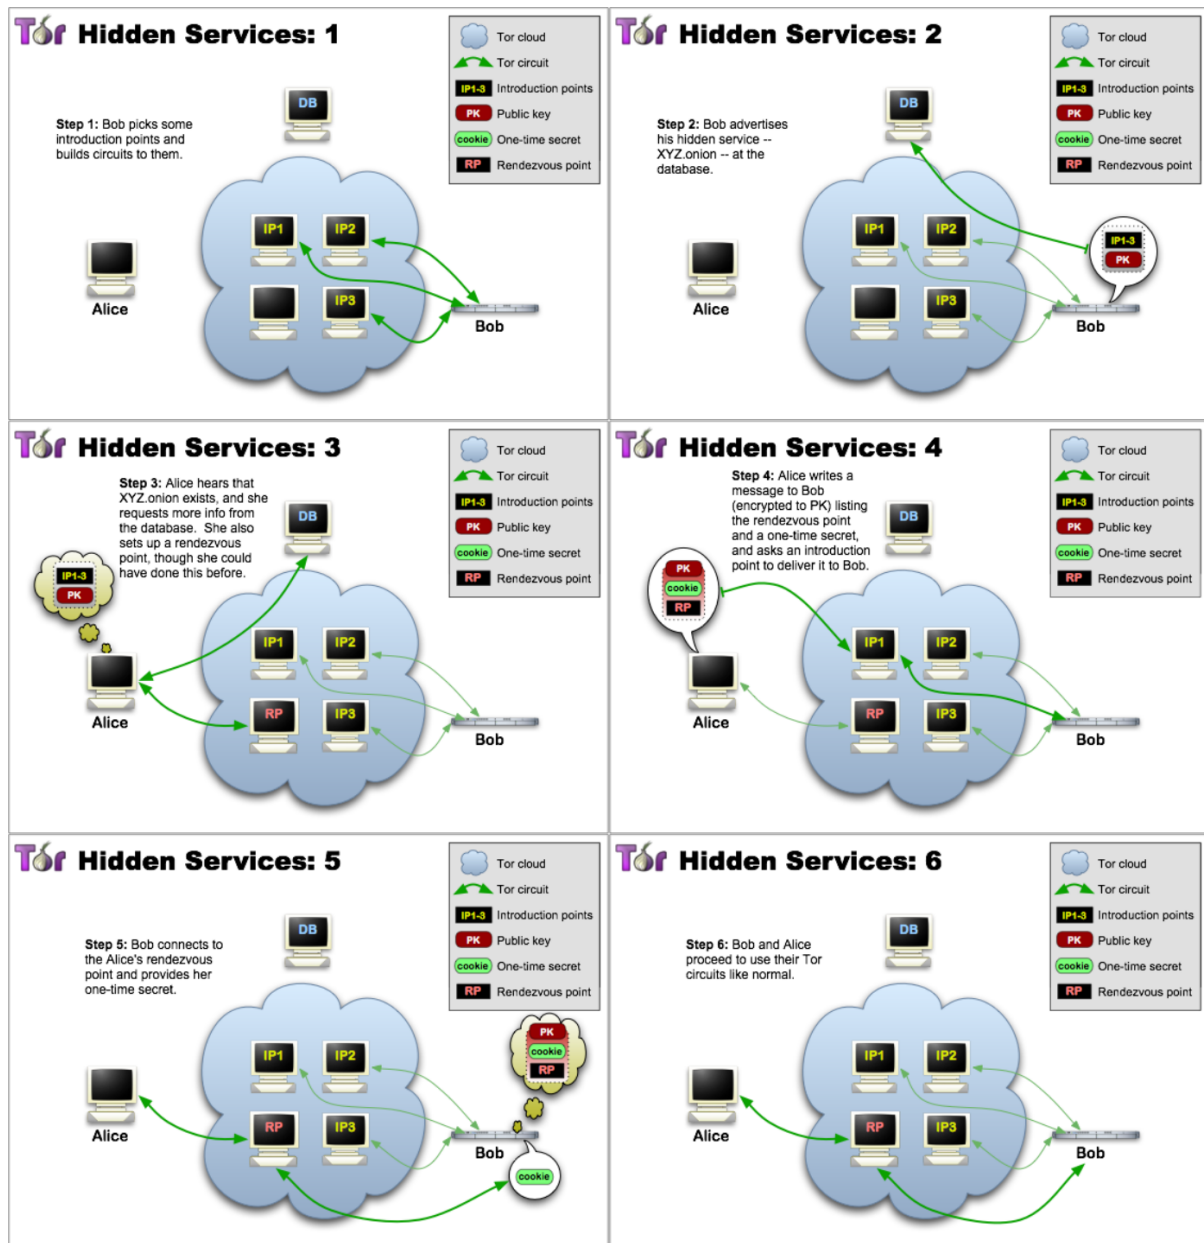 Tor Hidden Services: 1
Tor cloud
Tor circuit
IP1-3 Introduction points
PK Public key
cookie One-time secret
RP Rendezvous point
Step 1: Bob picks some
introduction points and
builds circuits to them.
DB
IP1
IP2
IP3
Alice
Bob
Tor Hidden Services: 2
Tor cloud
Tor circuit
IP1-3 Introduction points
PK Public key
cookie One-time secret
RP Rendezvous point
Step 2: Bob advertises
his hidden service --
XYZ.onion -- at the
database.
DB
IP1
IP2
IP3
IP1-3
PK
Alice
Bob
Tor Hidden Services: 3
Tor cloud
Tor circuit
IP1-3 Introduction points
PK Public key
cookie One-time secret
RP Rendezvous point
Step 3: Alice hears that
XYZ.onion exists, and she
requests more info from
the database. She also
sets up a rendezvous
point, though she could
have done this before.
DB
IP1-3
PK
IP1
IP2
RP
IP3
Alice
Bob
Tor Hidden Services: 4
Tor cloud
Tor circuit
IP1-3 Introduction points
PK Public key
cookie One-time secret
RP Rendezvous point
Step 4: Alice writes a
message to Bob
(encrypted to PK) listing
the rendezvous point
and a one-time secret,
and asks an introduction
point to deliver it to Bob.
DB
PK
cookie
RP
IP1
IP2
RP
IP3
Alice
Bob
Tor Hidden Services: 5
Tor cloud
Tor circuit
IP1-3 Introduction points
PK Public key
cookie One-time secret
RP Rendezvous point
Step 5: Bob connects to
the Alice's rendezvous
point and provides her
one-time secret.
DB
PK
cookie
RP
IP1
IP2
RP
IP3
Alice
Bob
cookie
Tor Hidden Services: 6
Tor cloud
Tor circuit
IP1-3 Introduction points
PK Public key
cookie One-time secret
RP Rendezvous point
Step 6: Bob and Alice
proceed to use their Tor
circuits like normal.
DB
IP1
IP2
RP
IP3
Alice
Bob